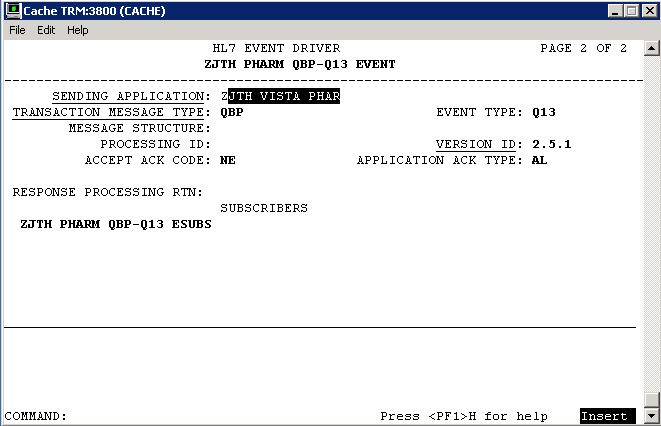 Cache TRM:3800 (CACHE)
File Edit Help
HL7 EVENT DRIVER PAGE 2 OF 2
ZJTH PHARM QBP-Q13 EVENT
SENDING APPLICATION: ZJTH VISTA PHAR
TRANSACTION MESSAGE TYPE: QBP EVENT TYPE: Q13
MESSAGE STRUCTURE:
PROCESSING ID: VERSION ID: 2.5.1
ACCEPT ACK CODE: NE APPLICATION ACK TYPE: AL
RESPONSE PROCESSING RTN:
SUBSCRIBERS
ZJTH PHARM QBP-Q13 ESUBS
COMMAND: Press <PF1>H for help Insert